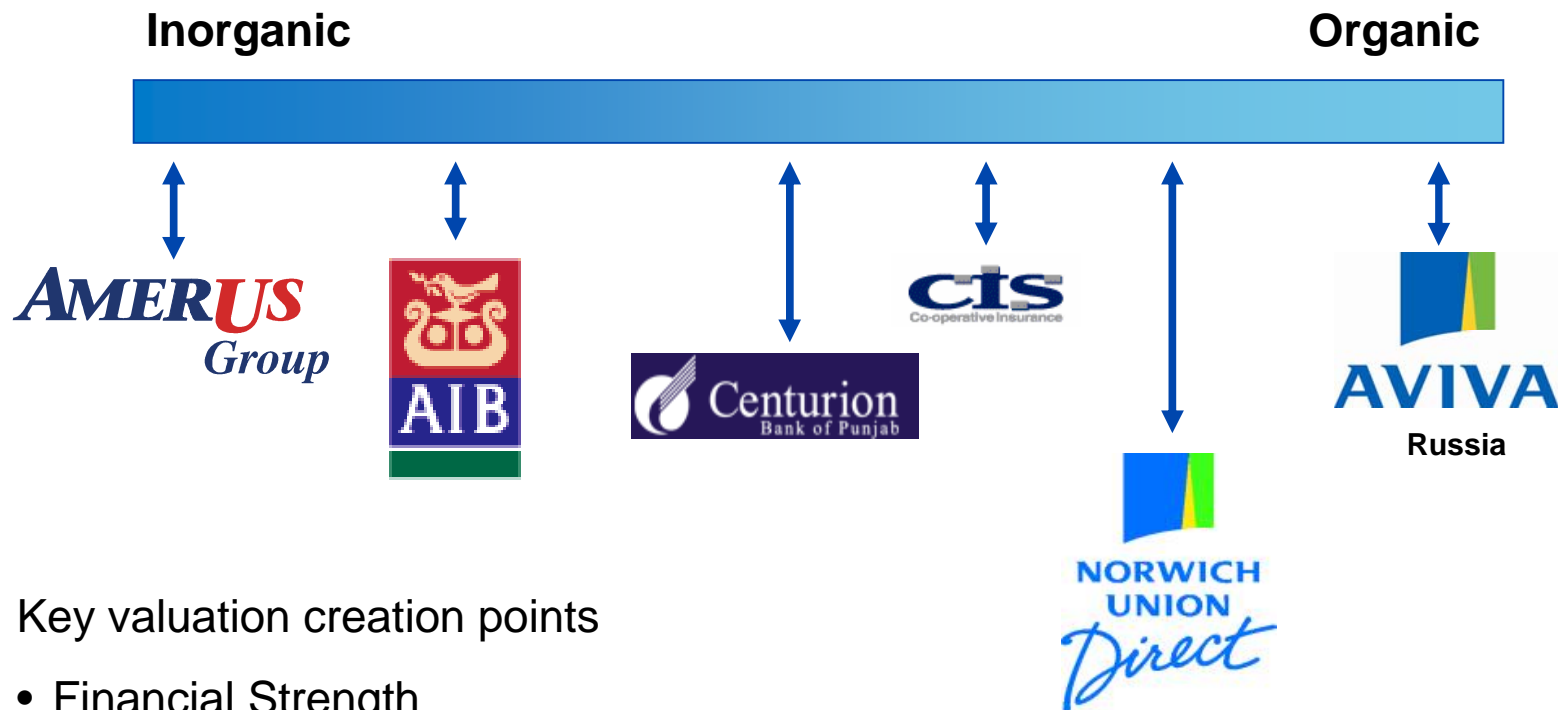 Inorganic
Organic
AMERUS
Group
AIB
Centurion
Bank of Punjab
CIS
Co-operative Insurance
AVIVA
Russia
NORWICH
UNION
Direct
Key valuation creation points
• Financial Strength